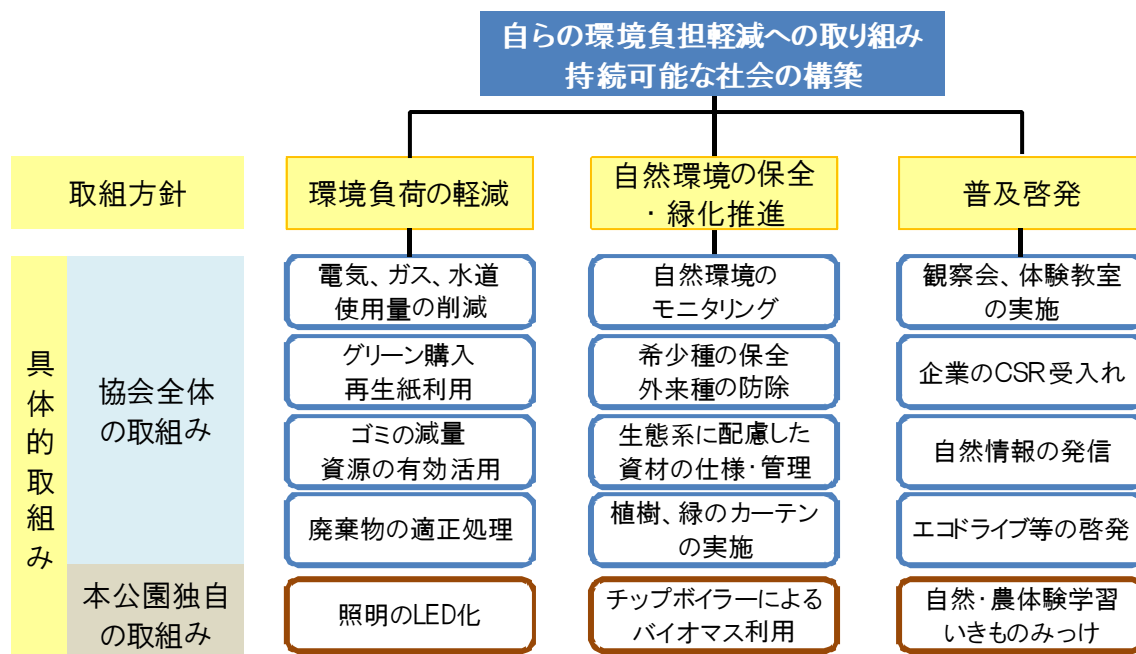 自らの環境負担軽減への取り組み
持続可能な社会の構築
取組方針
環境負荷の軽減
自然環境の保全
・緑化推進
普及啓発
具体的取組み
協会全体
の取組み
電気、ガス、水道
使用量の削減
自然環境の
モニタリング
観察会、体験教室
の実施
グリーン購入
再生紙利用
希少種の保全
外来種の防除
企業のCSR受入れ
ゴミの減量
資源の有効活用
生態系に配慮した
資材の仕様・管理
自然情報の発信
廃棄物の適正処理
植樹、緑のカーテン
の実施
エコドライブ等の啓発
本公園独自
の取組み
照明のLED化
チップボイラーによる
バイオマス利用
自然・農体験学習
いきものみっけ